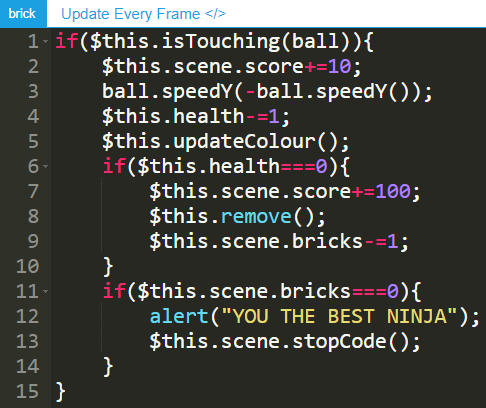 brick Update Every Frame </>
1 if($this.isTouching(ball)){
2 $this.scene.score+=10;
3 ball.speedY(-ball.speedY());
4 $this.health-=1;
5 $this.updateColour();
6 if($this.health===0){
7 $this.scene.score+=100;
8 $this.remove();
9 $this.scene.bricks-=1;
10 }
11 if($this.scene.bricks===0){
12 alert("YOU THE BEST NINJA");
13 $this.scene.stopCode();
14 }
15 }